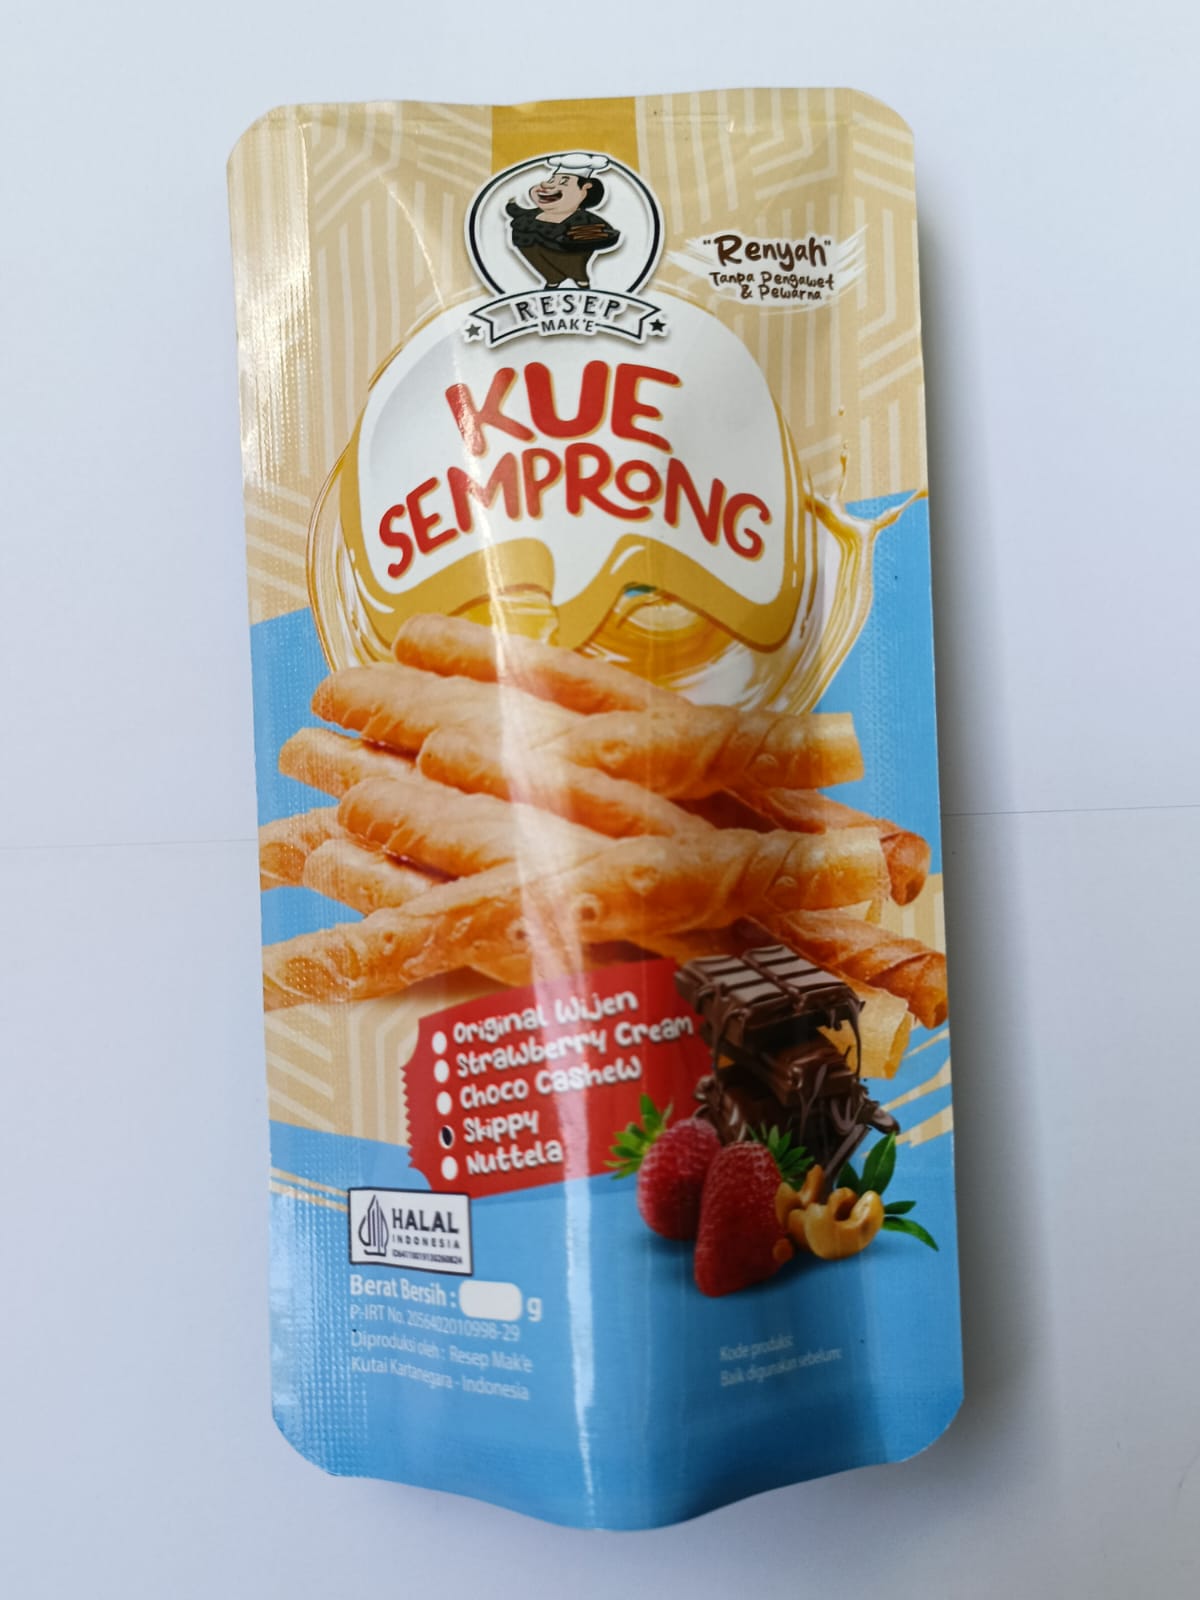 RESEP
MAK'E
"Renyah"
Tanpa Pengawet
& Pewarna
KUE
SEMPRONG
Original Wijen
Strawberry Cream
Choco Cashew
Skippy
Nuttela
HALAL
INDONESIA
Berat Bersih : g
P-IRT No. 2056402010998-29
Diproduksi oleh : Resep Mak'e
Kutai Kartanegara - Indonesia
Kode produksi:
Baik digunakan sebelum: